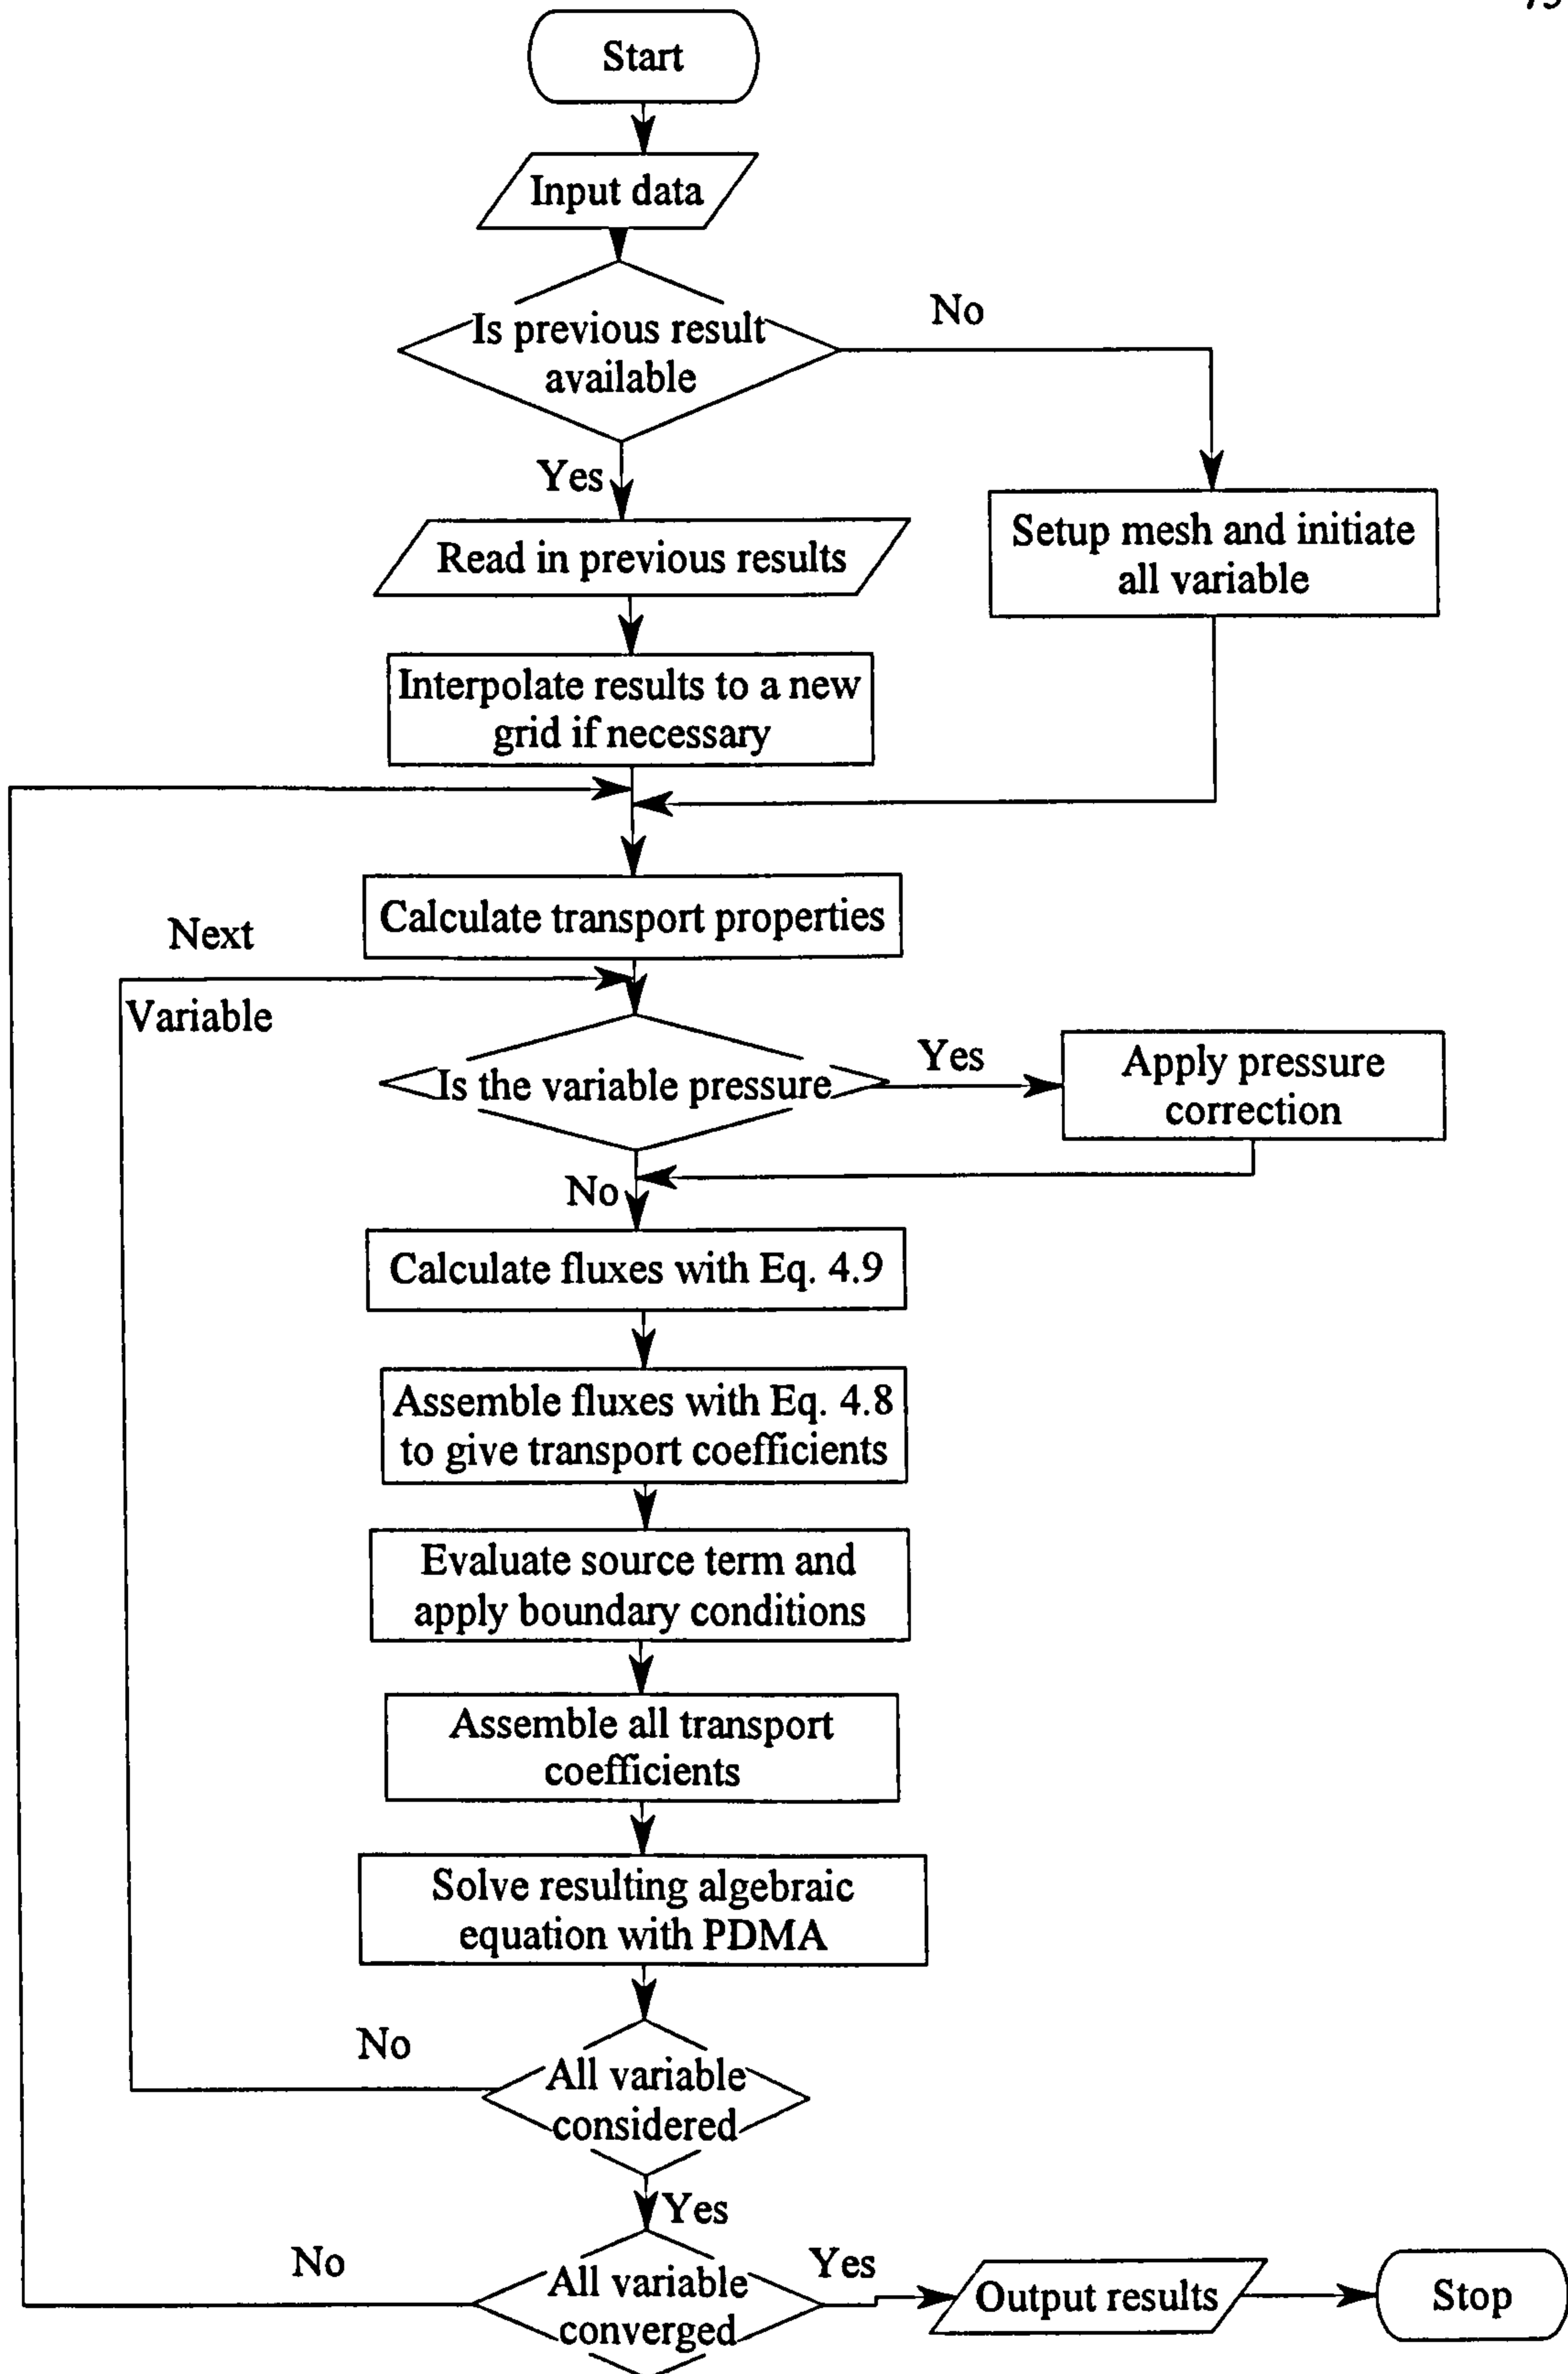 Start
Input data
Is previous result
available
No
Yes
Read in previous results
Setup mesh and initiate
all variable
Interpolate results to a new
grid if necessary
Calculate transport properties
Next
Variable
Is the variable pressure
Yes
Apply pressure
correction
No
Calculate fluxes with Eq. 4.9
Assemble fluxes with Eq. 4.8
to give transport coefficients
Evaluate source term and
apply boundary conditions
Assemble all transport
coefficients
Solve resulting algebraic
equation with PDMA
No
All variable
considered
Yes
No
All variable
converged
Yes
Output results
Stop